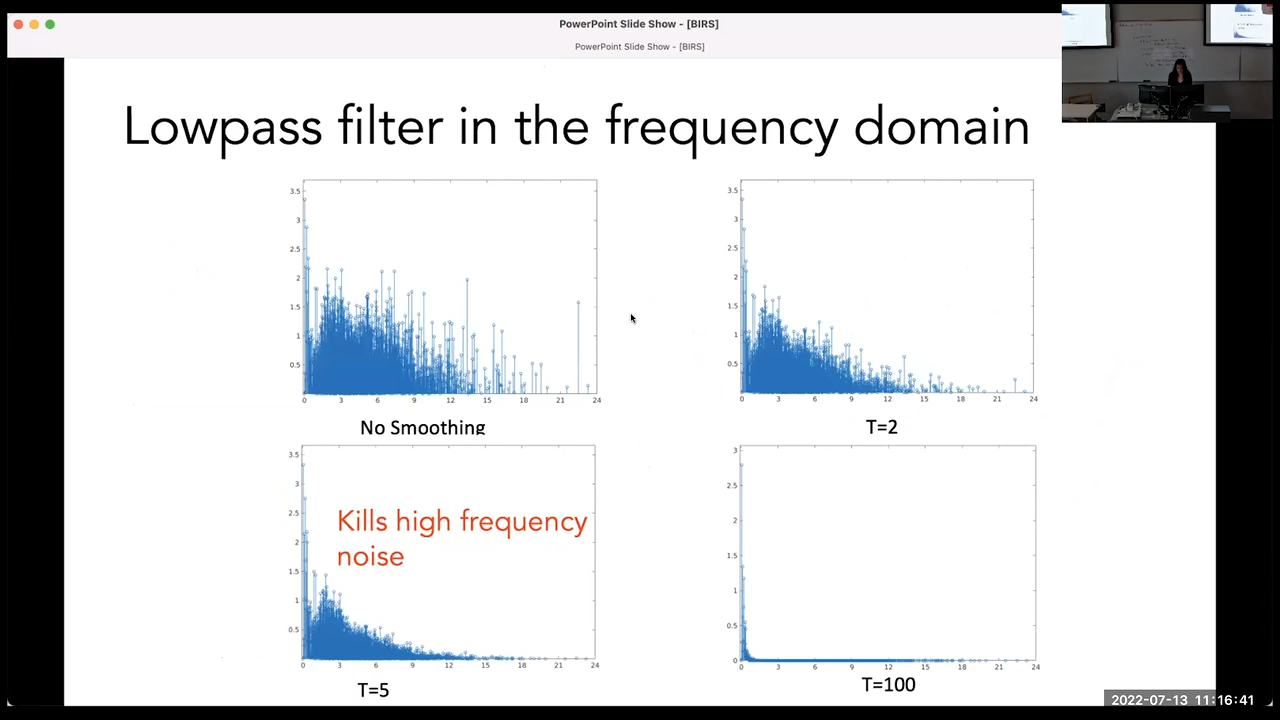 PowerPoint Slide Show - [BIRS]
PowerPoint Slide Show - [BIRS]
Lowpass filter in the frequency domain
3.5
3
2.5
2
1.5
1
0.5
0 3 6 9 12 15 18 21 24
No Smoothing
3.5
3
2.5
2
1.5
1
0.5
0 3 6 9 12 15 18 21 24
T=2
3.5
3
2.5
2
1.5
1
0.5
0 3 6 9 12 15 18 21 24
Kills high frequency
noise
T=5
3
2.5
2
1.5
1
0.5
0
0 3 6 9 12 15 18 21 24
T=100
2022-07-13 11:16:41